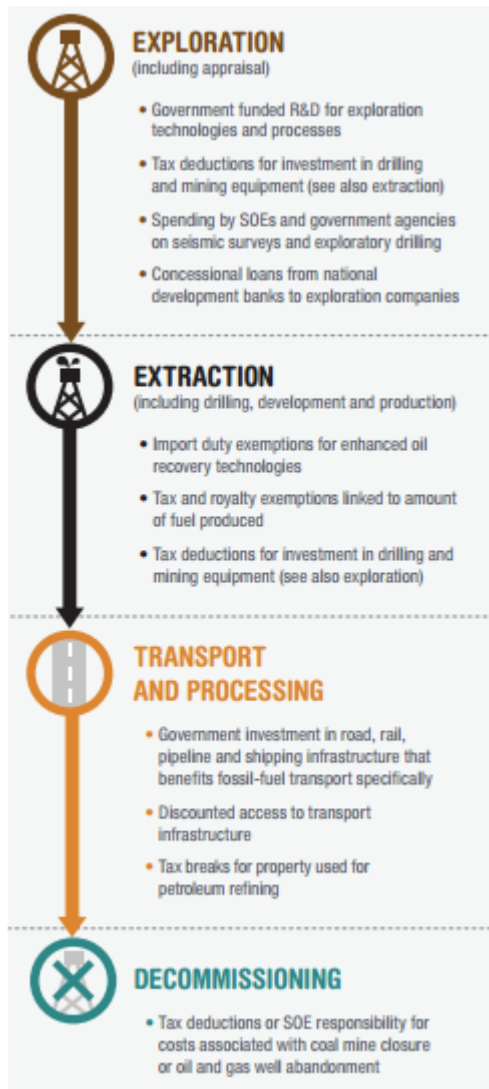 EXPLORATION
(including appraisal)
• Government funded R&D for exploration
technologies and processes
• Tax deductions for investment in drilling
and mining equipment (see also extraction)
• Spending by SOEs and government agencies
on seismic surveys and exploratory drilling
• Concessional loans from national
development banks to exploration companies
EXTRACTION
(including drilling, development and production)
• Import duty exemptions for enhanced oil
recovery technologies
• Tax and royalty exemptions linked to amount
of fuel produced
• Tax deductions for investment in drilling and
mining equipment (see also exploration)
TRANSPORT
AND PROCESSING
• Government investment in road, rail,
pipeline and shipping infrastructure that
benefits fossil-fuel transport specifically
• Discounted access to transport
infrastructure
• Tax breaks for property used for
petroleum refining
DECOMMISSIONING
• Tax deductions or SOE responsibility for
costs associated with coal mine closure
or oil and gas well abandonment